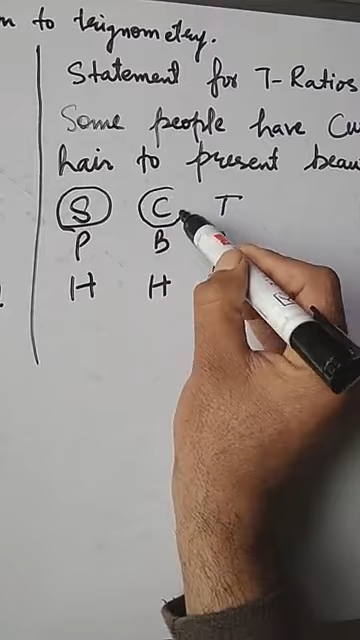 to trignometry.
Statement for T-Ratios
Some people have
hair to present
S C T
P B
H H